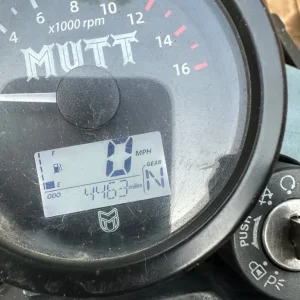 4 6 8 10 12 14 16
x1000 rpm
MUTT
F
0 MPH
GEAR
E
N
ODO 4463 miles
PUSH